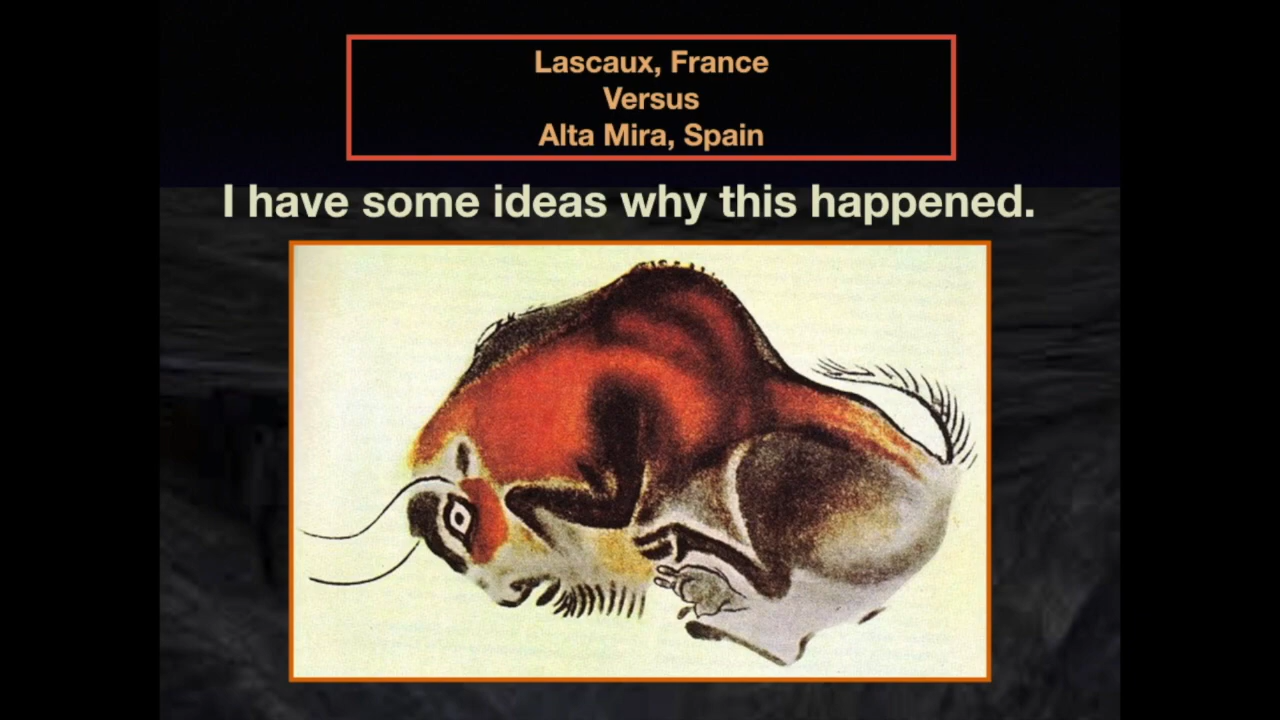 Lascaux, France
Versus
Alta Mira, Spain
I have some ideas why this happened.